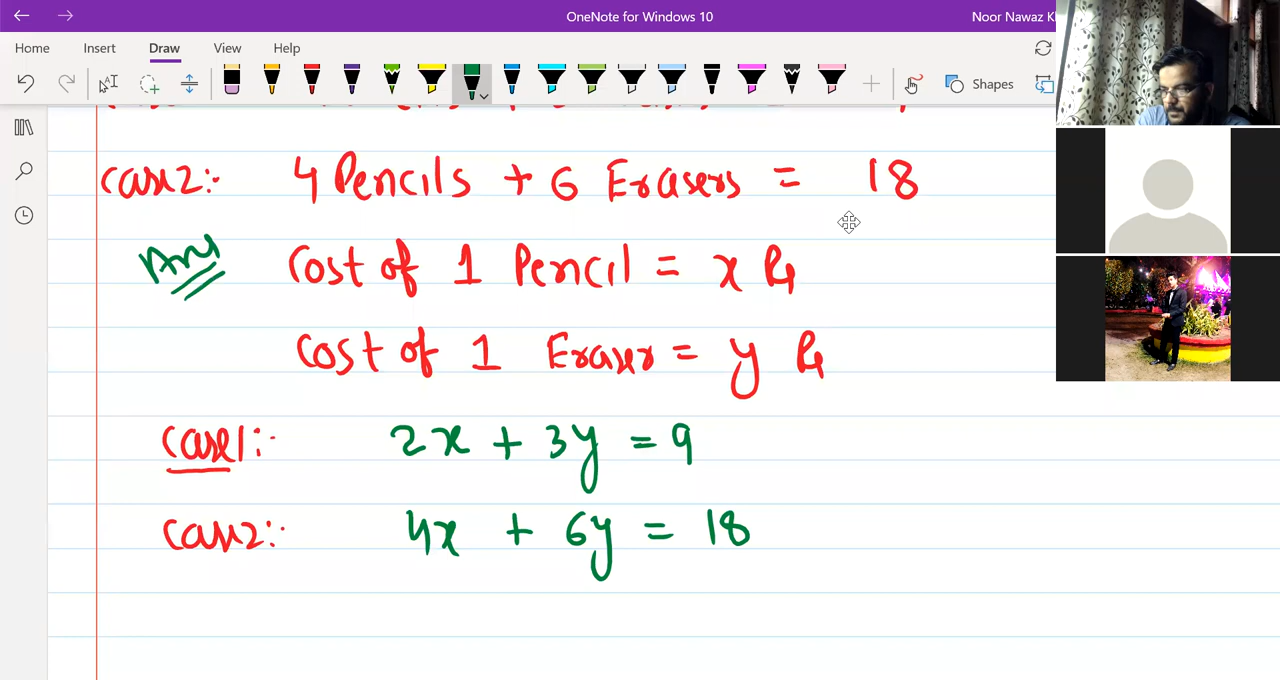 OneNote for Windows 10
Noor Nawaz
Home Insert Draw View Help
Shapes
case2:- 4 Pencils + 6 Erasers = 18
Ans Cost of 1 Pencil = x Rs
Cost of 1 Eraser = y Rs
case1:- 2x + 3y = 9
case2:- 4x + 6y = 18